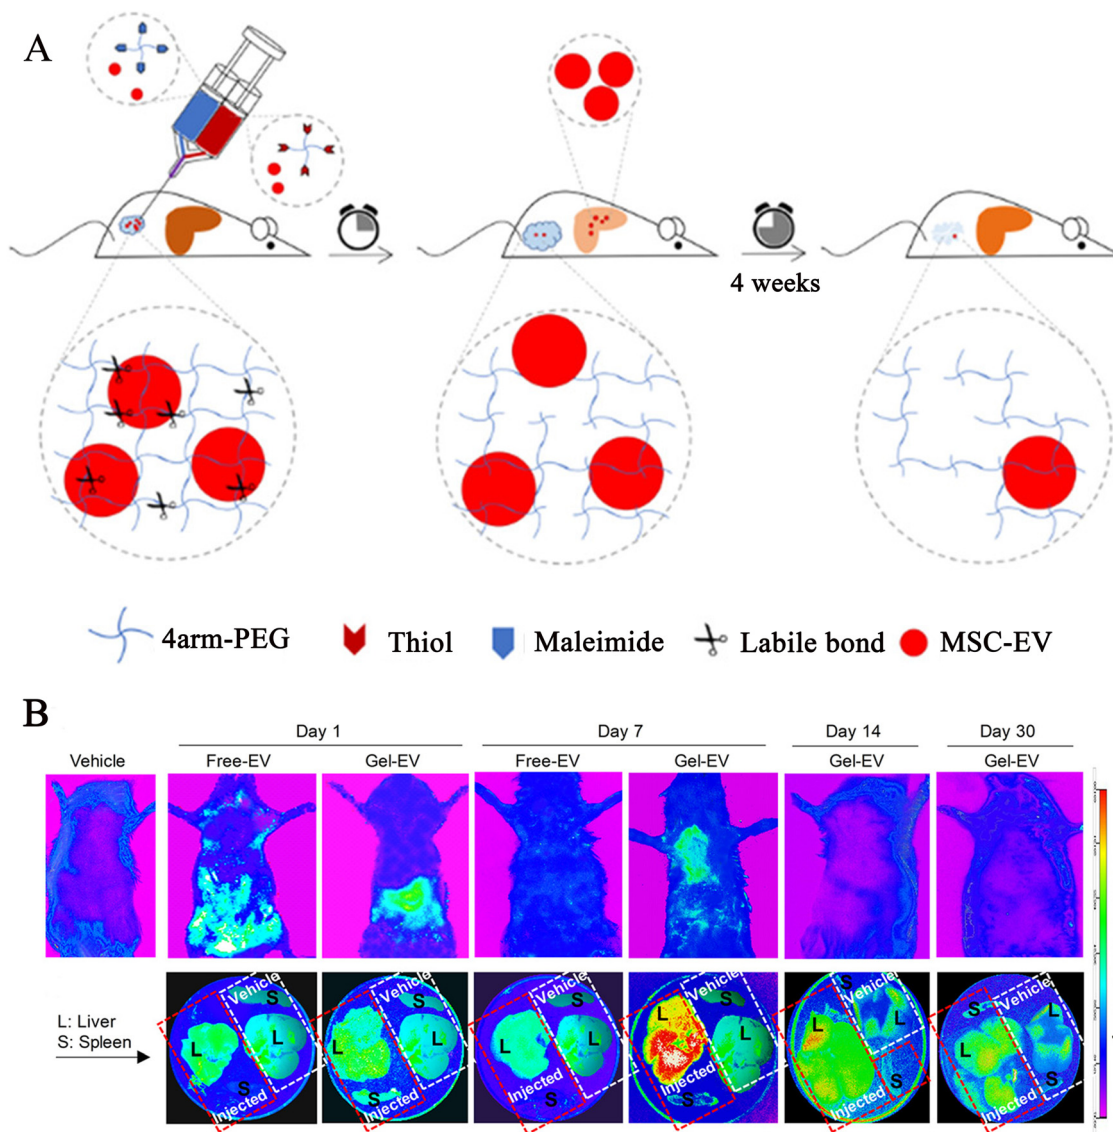 A
4 weeks
4arm-PEG
Thiol
Maleimide
Labile bond
MSC-EV
B
Day 1
Day 7
Day 14
Day 30
Vehicle
Free-EV
Gel-EV
Free-EV
Gel-EV
Gel-EV
Gel-EV
L: Liver
S: Spleen
L
S
S
Vehicle
L
Injected
L
S
S
Vehicle
L
Injected
L
S
S
Vehicle
L
Injected
L
S
S
Vehicle
L
Injected
S
L
Vehicle
L
S
Injected
S
L
Vehicle
L
S
Injected